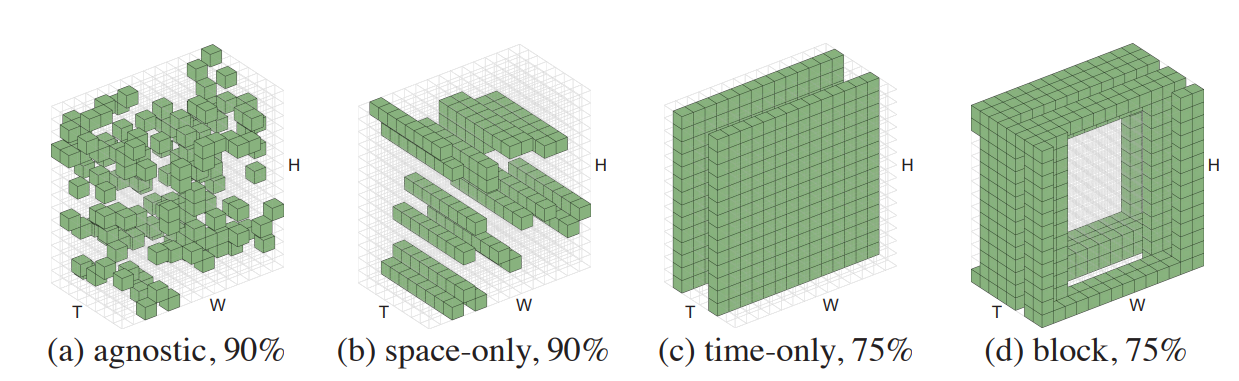 H
T
W
(a) agnostic, 90%
H
T
W
(b) space-only, 90%
H
T
W
(c) time-only, 75%
H
T
W
(d) block, 75%